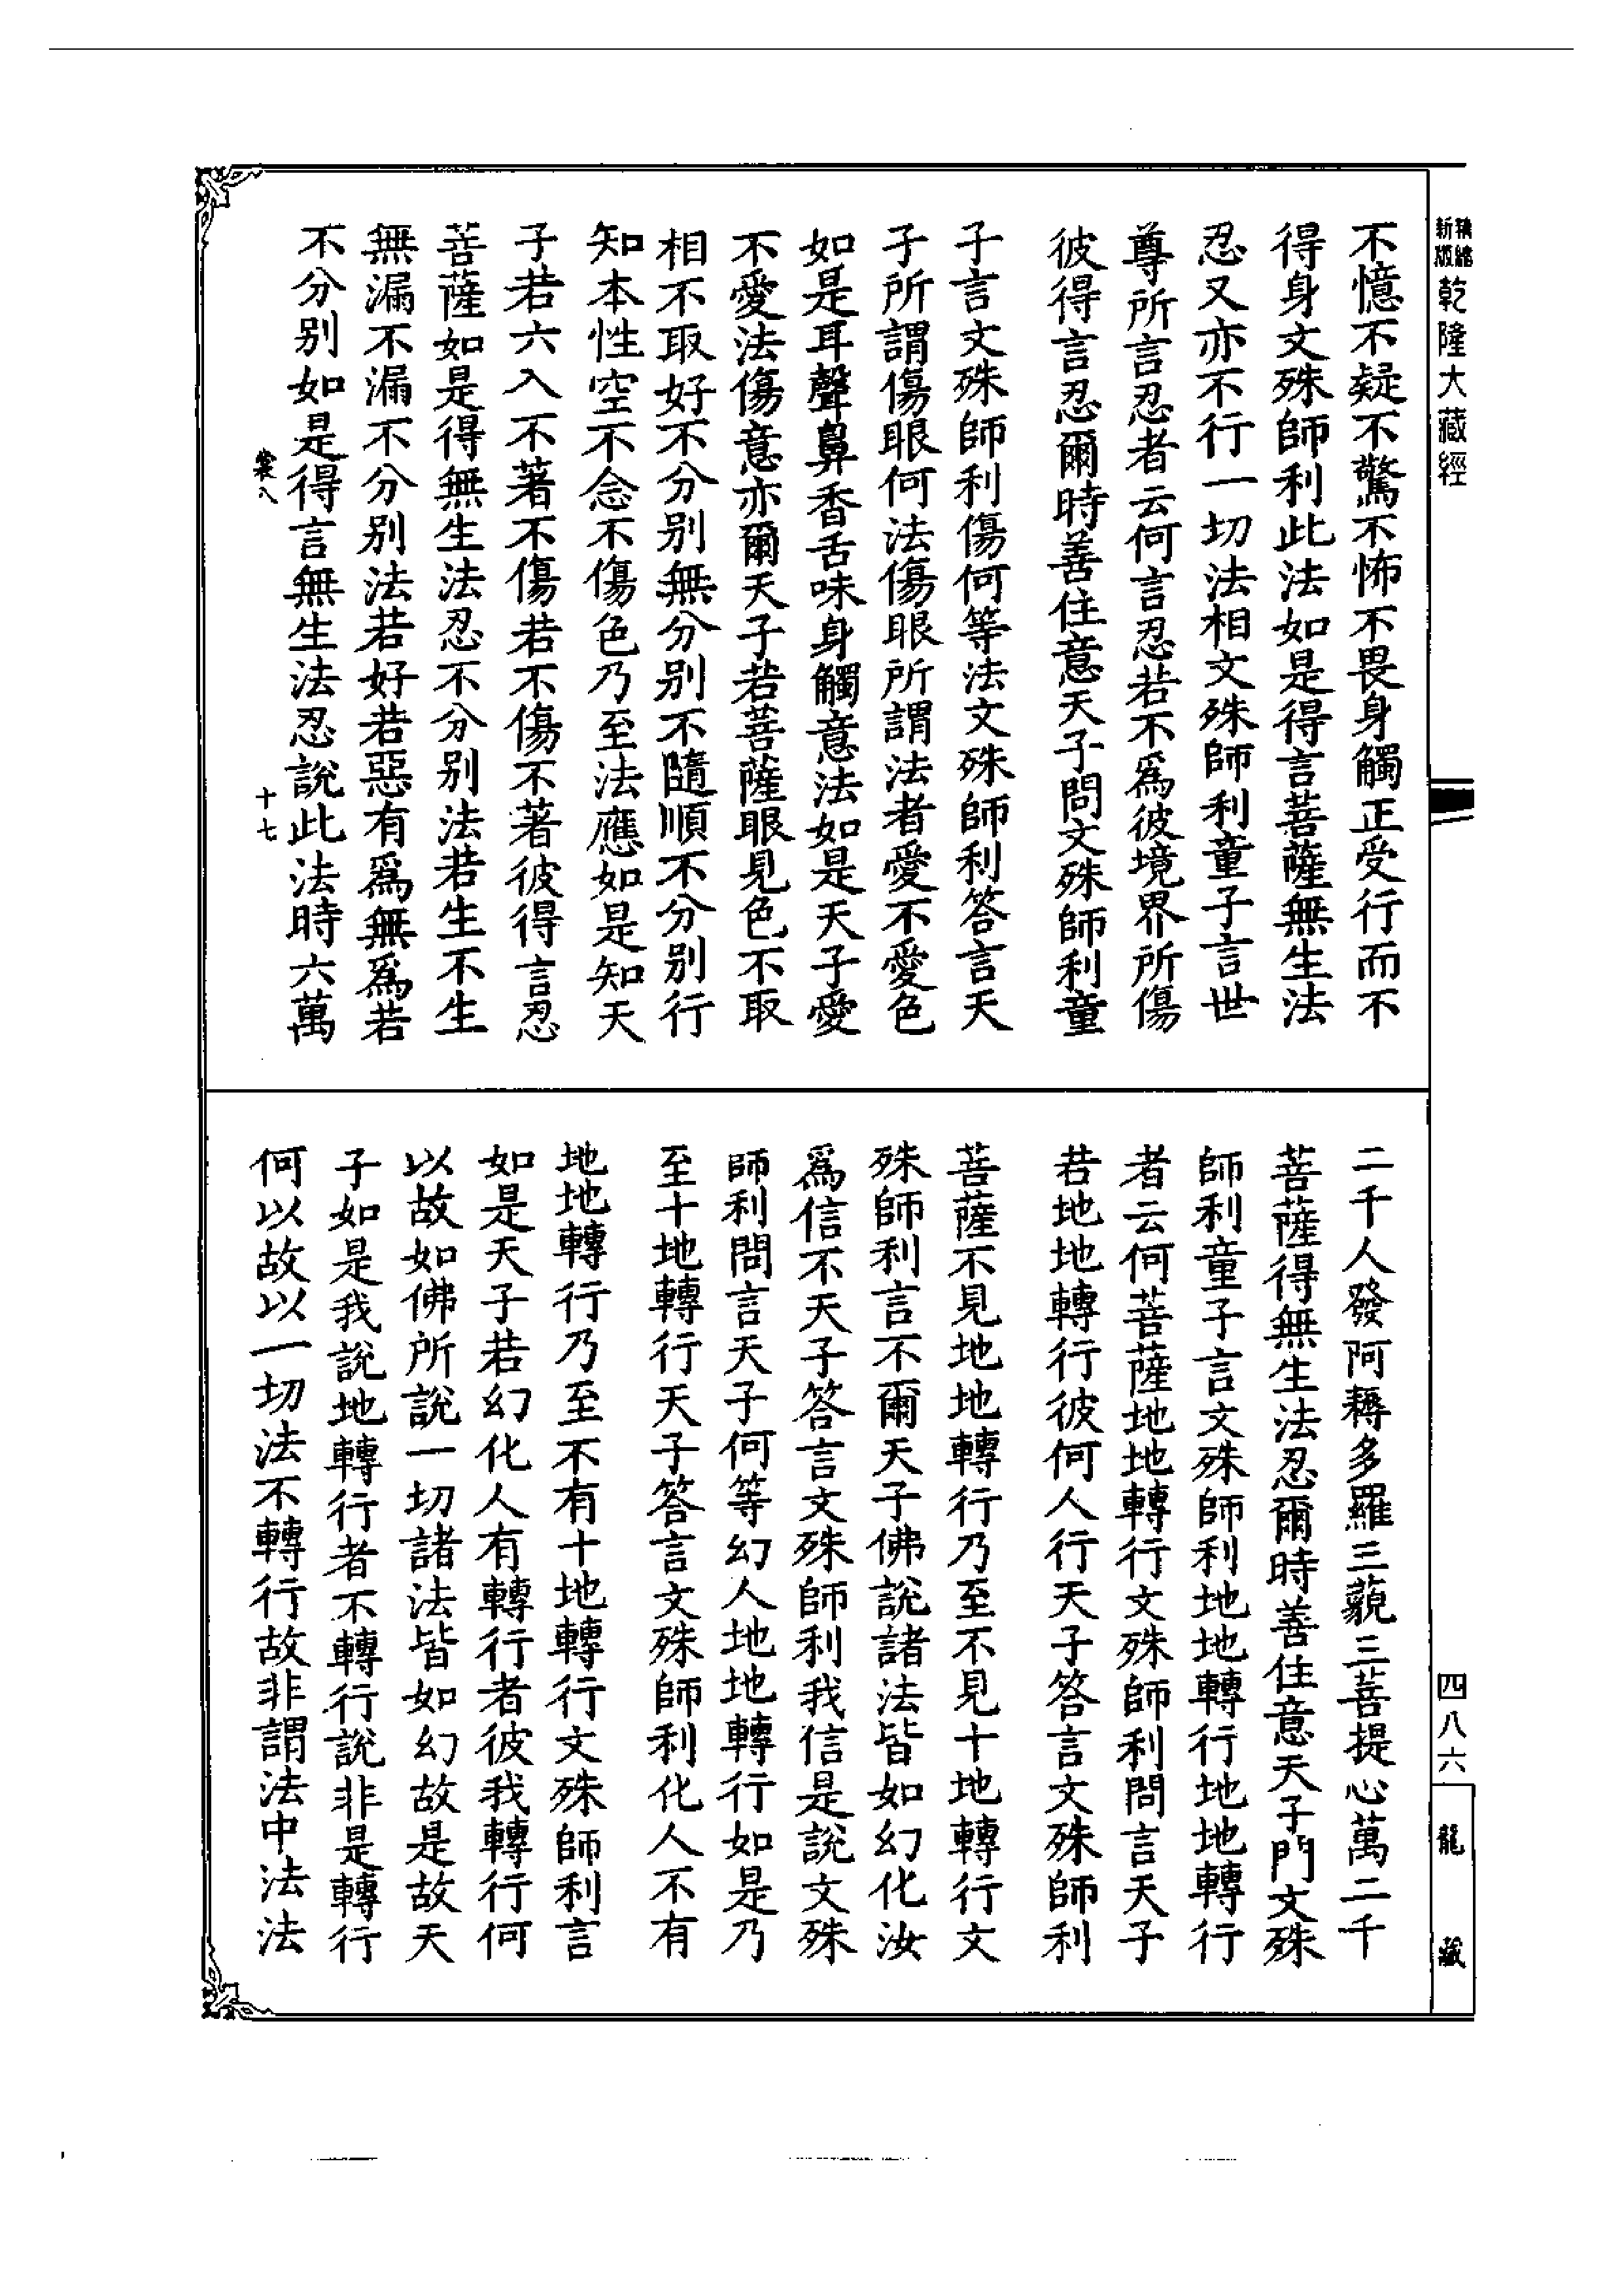 新版精縮乾隆大藏經
不憶不疑不驚不怖不畏身觸正受行而不
得身文殊師利此法如是得言菩薩無生法
忍又亦不行一切法相文殊師利童子言世
尊所言忍者云何言忍若不為彼境界所傷
彼得言忍爾時善住意天子問文殊師利童
子言文殊師利傷何等法文殊師利答言天
子所謂傷眼何法傷眼所謂法者愛不愛色
如是耳聲鼻香舌味身觸意法如是天子愛
不愛法傷意亦爾天子若菩薩眼見色不取
相不取好不分別無分別不隨順不分別行
知本性空不念不傷色乃至法應如是知天
子若六入不著不傷若不傷不著彼得言忍
菩薩如是得無生法忍不分別法若生不生
無漏不漏不分別法若好若惡有爲無爲若
不分別如是得言無生法忍說此法時六萬
裳八 十七
二千人發阿耨多羅三藐三菩提心萬二千
菩薩得無生法忍爾時善住意天子門文殊
師利童子言文殊師利地地轉行地地轉行
者云何菩薩地地轉行文殊師利問言天子
若地地轉行彼何人行天子答言文殊師利
菩薩不見地地轉行乃至不見十地轉行文
殊師利言不爾天子佛說諸法皆如幻化汝
爲信不天子答言文殊師利我信是說文殊
師利問言天子何等幻人地地轉行如是乃
至十地轉行天子答言文殊師利化人不有
地地轉行乃至不有十地轉行文殊師利言
如是天子若幻化人有轉行者彼我轉行何
以故如佛所說一切諸法皆如幻故是故天
子如是我說地轉行者不轉行說非是轉行
何以故以一切法不轉行故非謂法中法法
四八六
龍藏